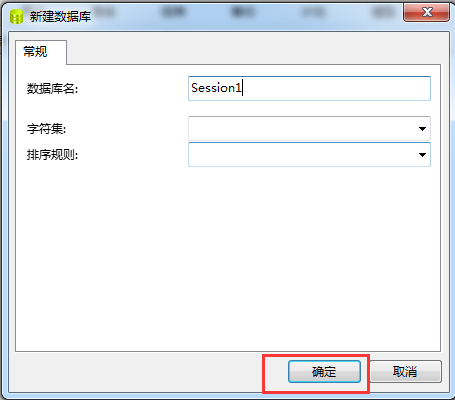 新建数据库
常规
数据库名:
Session1
字符集:
排序规则:
确定
取消